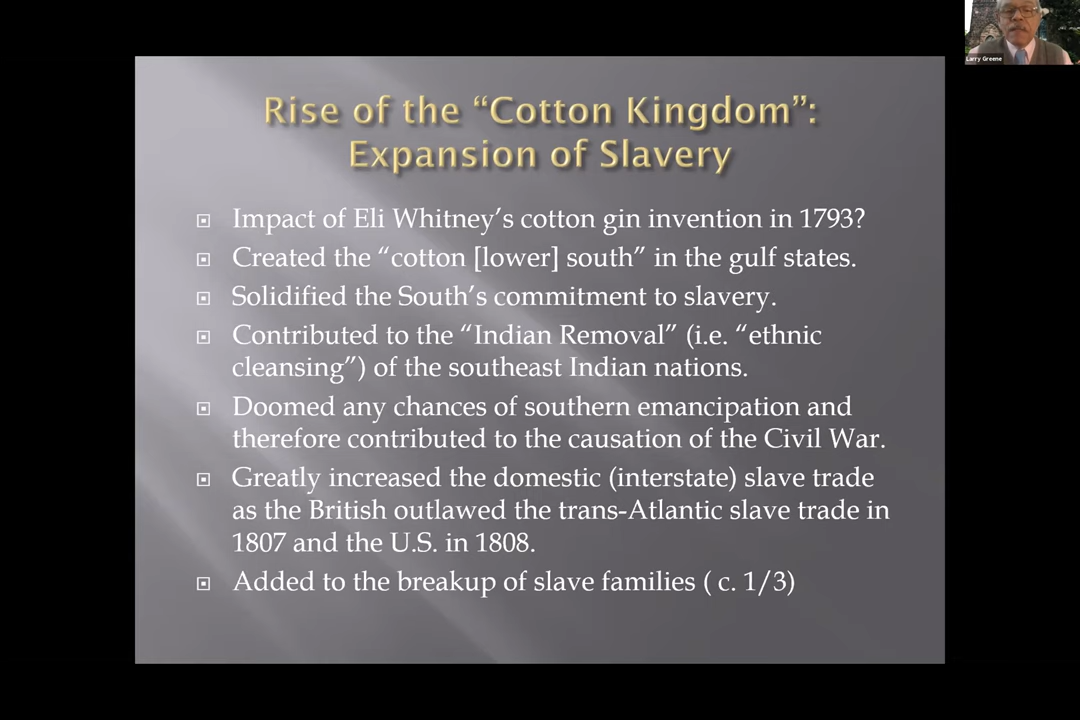 Larry Greene
Rise of the “Cotton Kingdom”:
Expansion of Slavery
Impact of Eli Whitney’s cotton gin invention in 1793?
Created the “cotton [lower] south” in the gulf states.
Solidified the South’s commitment to slavery.
Contributed to the “Indian Removal” (i.e. “ethnic
cleansing”) of the southeast Indian nations.
Doomed any chances of southern emancipation and
therefore contributed to the causation of the Civil War.
Greatly increased the domestic (interstate) slave trade
as the British outlawed the trans-Atlantic slave trade in
1807 and the U.S. in 1808.
Added to the breakup of slave families ( c. 1/3)